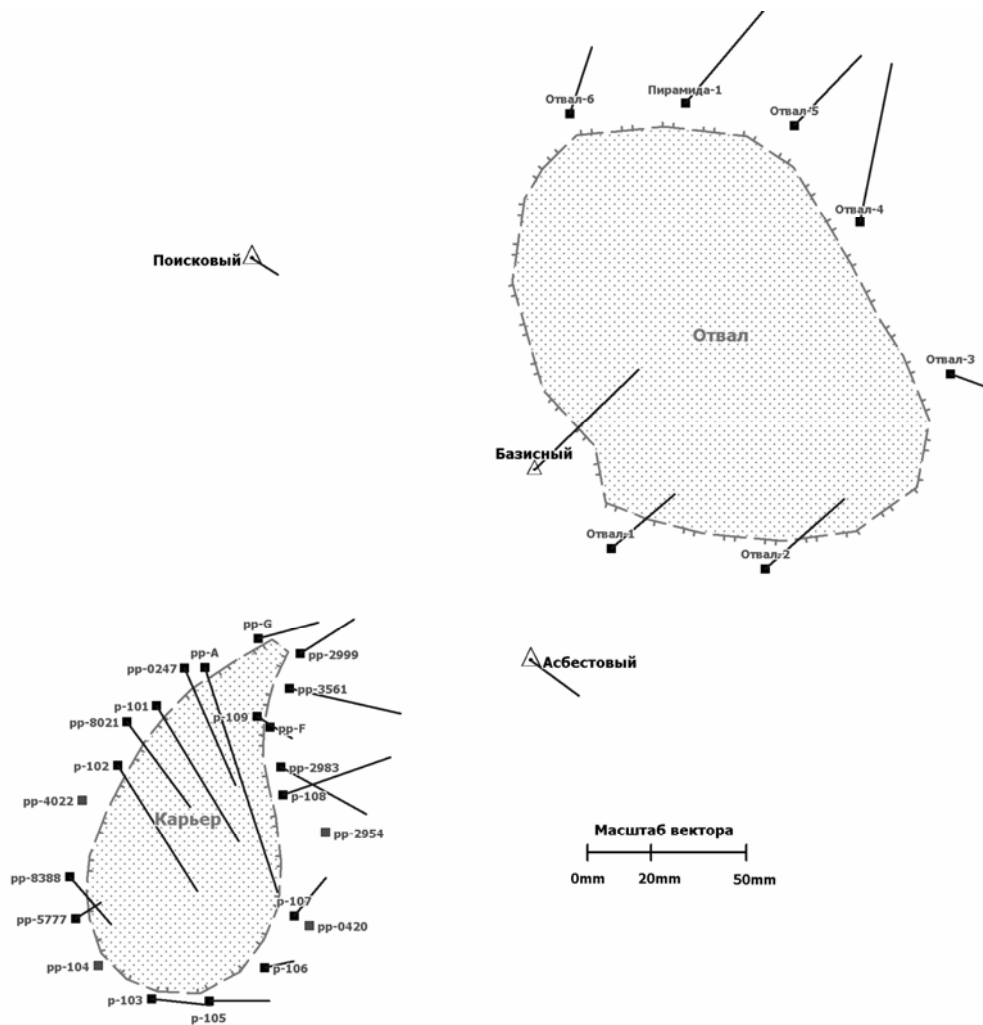 Отвал-6
Пирамида-1
Отвал-5
Отвал-4
Поисковый
Отвал
Отвал-3
Базисный
Отвал-1
Отвал-2
pp-G
pp-A
pp-2999
pp-0247
Асбестовый
pp-3561
p-101
p-109
pp-8021
pp-F
p-102
pp-2983
p-108
pp-4022
Карьер
pp-2954
Масштаб вектора
0mm 20mm 50mm
pp-8388
p-107
pp-5777
pp-0420
pp-104
p-106
p-103
p-105